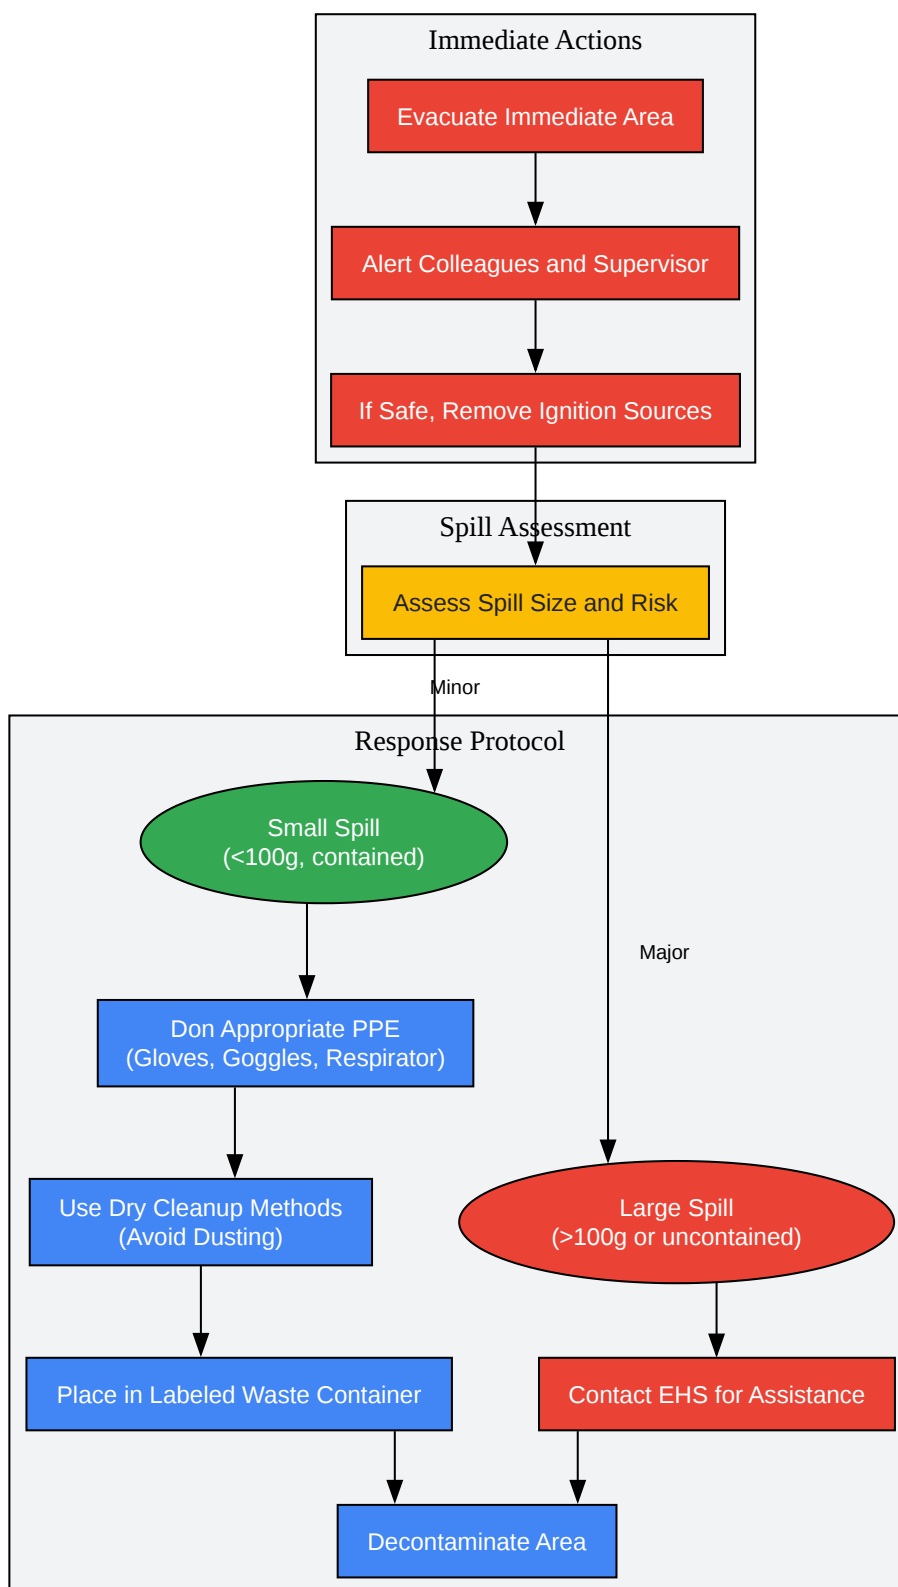 Immediate Actions
Evacuate Immediate Area
Alert Colleagues and Supervisor
If Safe, Remove Ignition Sources
Spill Assessment
Assess Spill Size and Risk
Minor
Response Protocol
Small Spill
(<100g, contained)
Major
Don Appropriate PPE
(Gloves, Goggles, Respirator)
Use Dry Cleanup Methods
(Avoid Dusting)
Large Spill
(>100g or uncontained)
Place in Labeled Waste Container
Contact EHS for Assistance
Decontaminate Area